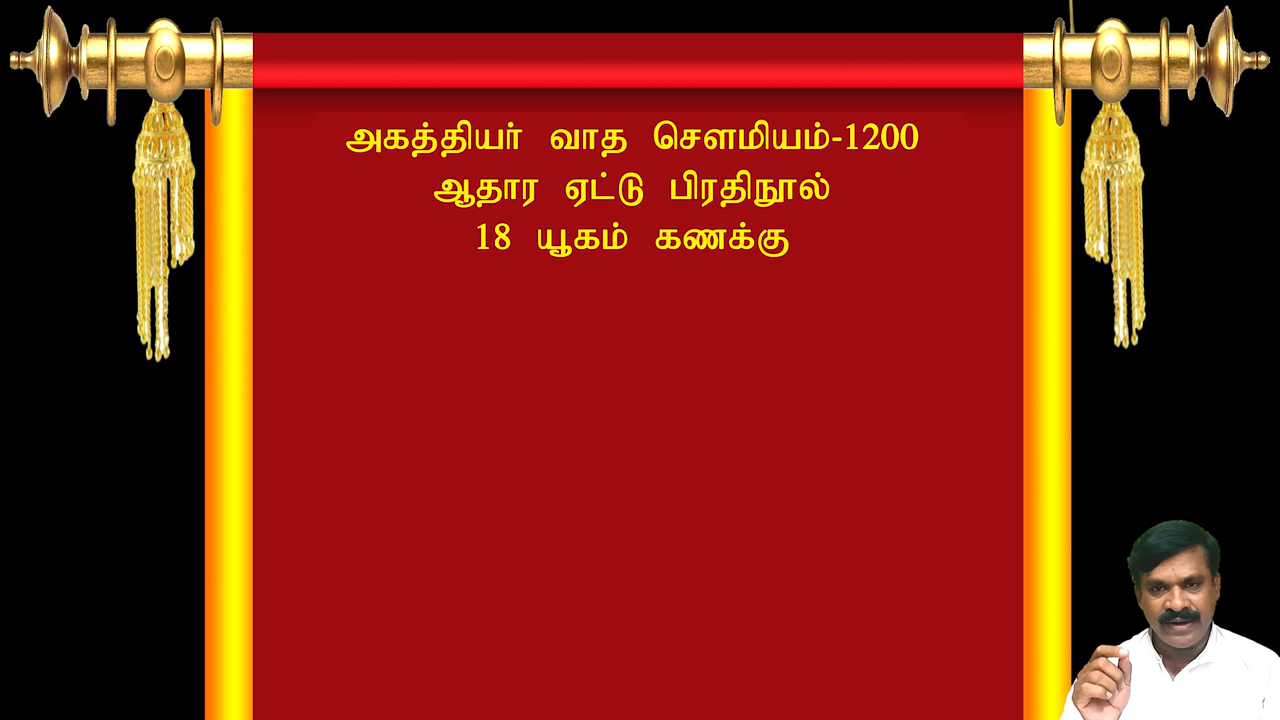 அகத்தியர் வாத சௌமியம்-1200
ஆதார ஏட்டு பிரதிநூல்
18 யூகம் கணக்கு